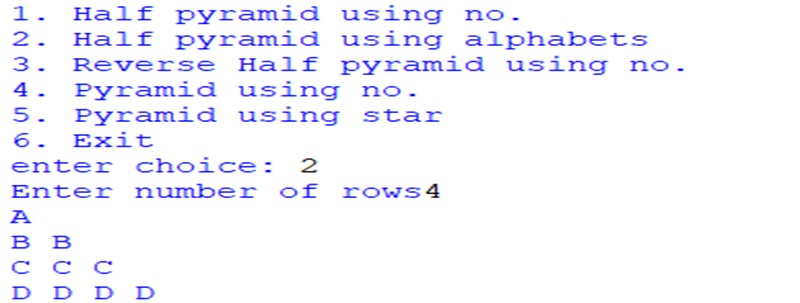 1. Half pyramid using no.
2. Half pyramid using alphabets
3. Reverse Half pyramid using no.
4. Pyramid using no.
5. Pyramid using star
6. Exit
enter choice: 2
Enter number of rows4
A
B B
C C C
D D D D